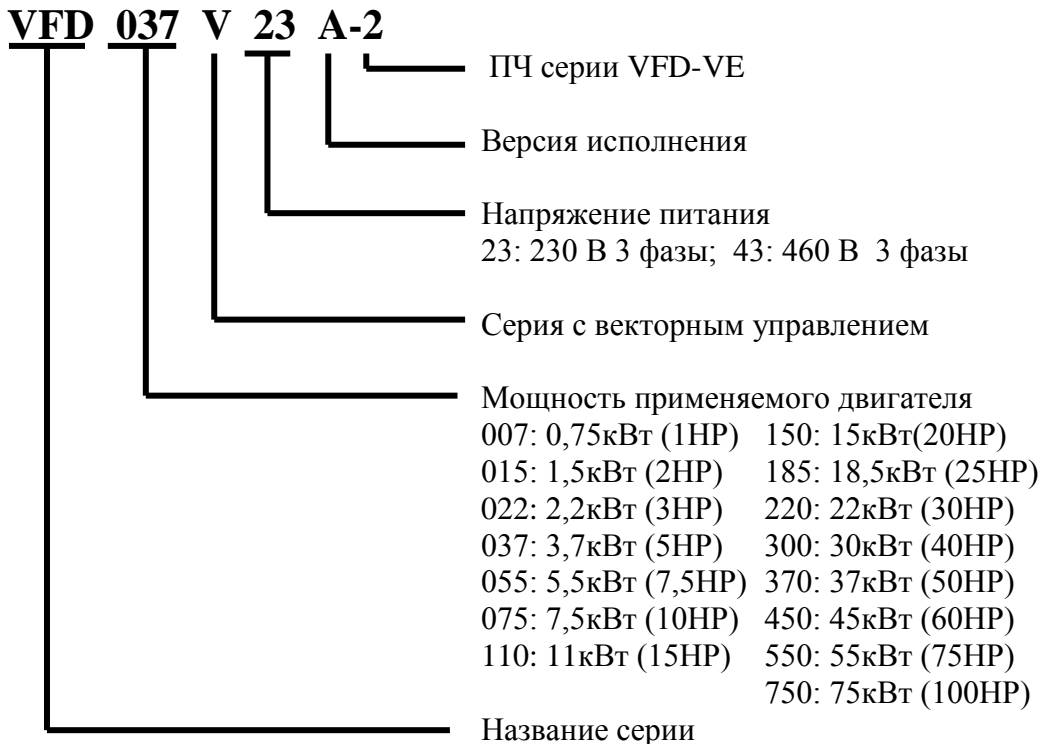 VFD 037 V 23 A-2
ПЧ серии VFD-VE
Версия исполнения
Напряжение питания
23: 230 В 3 фазы; 43: 460 В 3 фазы
Серия с векторным управлением
Мощность применяемого двигателя
007: 0,75кВт (1HP) 150: 15кВт(20HP)
015: 1,5кВт (2HP) 185: 18,5кВт (25HP)
022: 2,2кВт (3HP) 220: 22кВт (30HP)
037: 3,7кВт (5HP) 300: 30кВт (40HP)
055: 5,5кВт (7,5HP) 370: 37кВт (50HP)
075: 7,5кВт (10HP) 450: 45кВт (60HP)
110: 11кВт (15HP) 550: 55кВт (75HP)
750: 75кВт (100HP)
Название серии